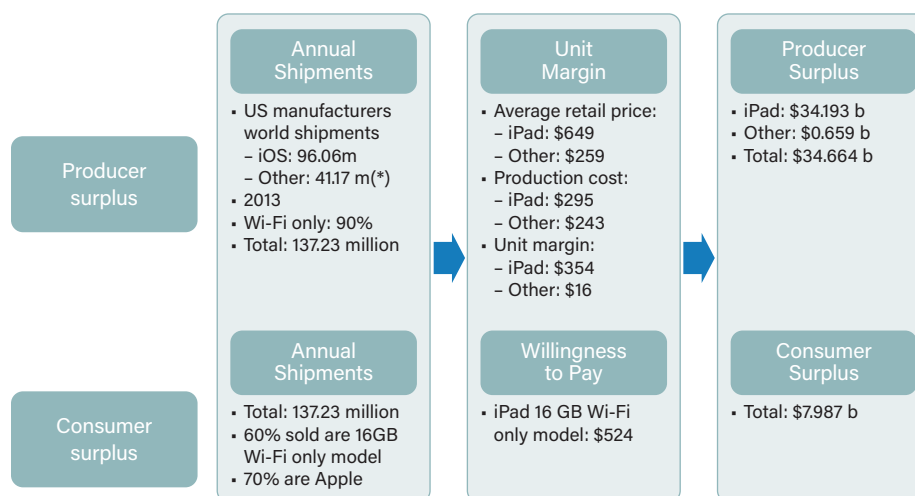 Producer
surplus
Annual
Shipments
▪ US manufacturers
world shipments
– iOS: 96.06m
– Other: 41.17 m(*)
▪ 2013
▪ Wi-Fi only: 90%
▪ Total: 137.23 million
Unit
Margin
▪ Average retail price:
– iPad: $649
– Other: $259
▪ Production cost:
– iPad: $295
– Other: $243
▪ Unit margin:
– iPad: $354
– Other: $16
Producer
Surplus
▪ iPad: $34.193 b
▪ Other: $0.659 b
▪ Total: $34.664 b
Consumer
surplus
Annual
Shipments
▪ Total: 137.23 million
▪ 60% sold are 16GB
Wi-Fi only model
▪ 70% are Apple
Willingness
to Pay
▪ iPad 16 GB Wi-Fi
only model: $524
Consumer
Surplus
▪ Total: $7.987 b